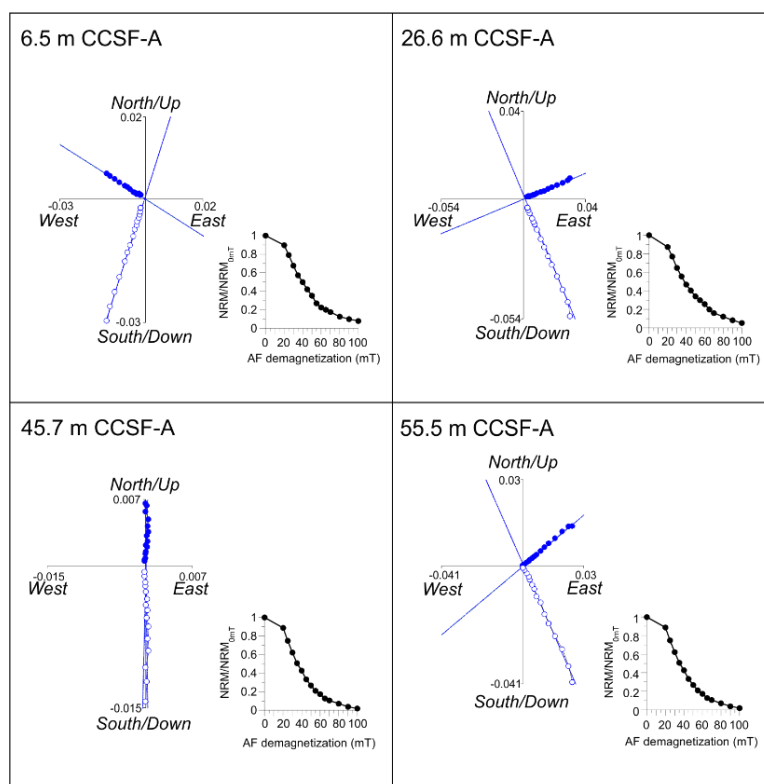 6.5 m CCSF-A
North/Up
0.02
-0.03
0.02
West
East
-0.03
South/Down
NRM/NRM0mT
1
0.8
0.6
0.4
0.2
0
0 20 40 60 80 100
AF demagnetization (mT)
26.6 m CCSF-A
North/Up
0.04
-0.054
0.04
West
East
-0.054
South/Down
NRM/NRM0mT
1
0.8
0.6
0.4
0.2
0
0 20 40 60 80 100
AF demagnetization (mT)
45.7 m CCSF-A
North/Up
0.007
-0.015
0.007
West
East
-0.015
South/Down
NRM/NRM0mT
1
0.8
0.6
0.4
0.2
0
0 20 40 60 80 100
AF demagnetization (mT)
55.5 m CCSF-A
North/Up
0.03
-0.041
0.03
West
East
-0.041
South/Down
NRM/NRM0mT
1
0.8
0.6
0.4
0.2
0
0 20 40 60 80 100
AF demagnetization (mT)